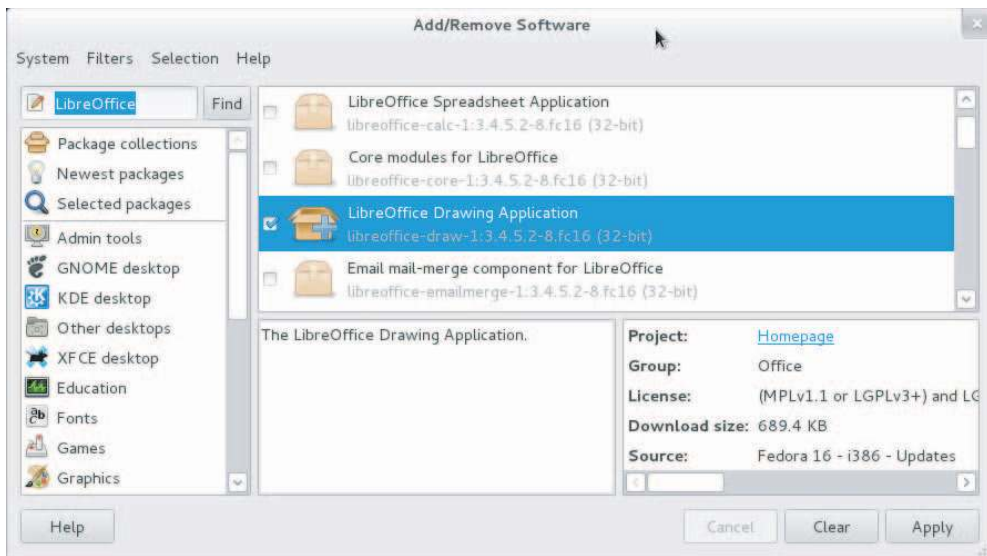 Add/Remove Software
System Filters Selection Help
LibreOffice Find
Package collections
Newest packages
Selected packages
Admin tools
GNOME desktop
KDE desktop
Other desktops
XFCE desktop
Education
Fonts
Games
Graphics
LibreOffice Spreadsheet Application
libreoffice-calc-1:3.4.5.2-8.fc16 (32-bit)
Core modules for LibreOffice
libreoffice-core-1:3.4.5.2-8.fc16 (32-bit)
LibreOffice Drawing Application
libreoffice-draw-1:3.4.5.2-8.fc16 (32-bit)
Email mail-merge component for LibreOffice
libreoffice-emailmerge-1:3.4.5.2-8.fc16 (32-bit)
The LibreOffice Drawing Application.
Project: Homepage
Group: Office
License: (MPLv1.1 or LGPLv3+) and LG
Download size: 689.4 KB
Source: Fedora 16 - i386 - Updates
Help Cancel Clear Apply